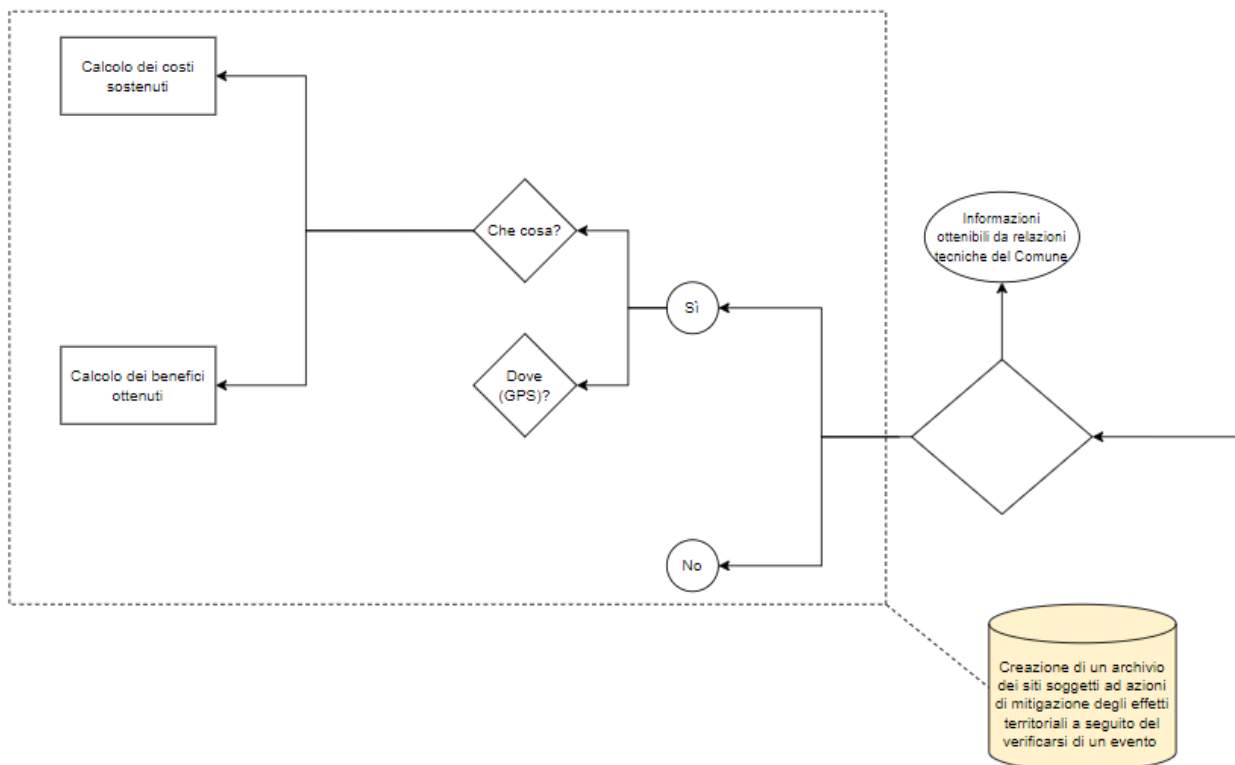 Calcolo dei costi
sostenuti
Che cosa?
Informazioni
ottenibili da relazioni
tecniche del Comune
Sì
Calcolo dei benefici
ottenuti
Dove
(GPS)?
No
Creazione di un archivio
dei siti soggetti ad azioni
di mitigazione degli effetti
territoriali a seguito del
verificarsi di un evento